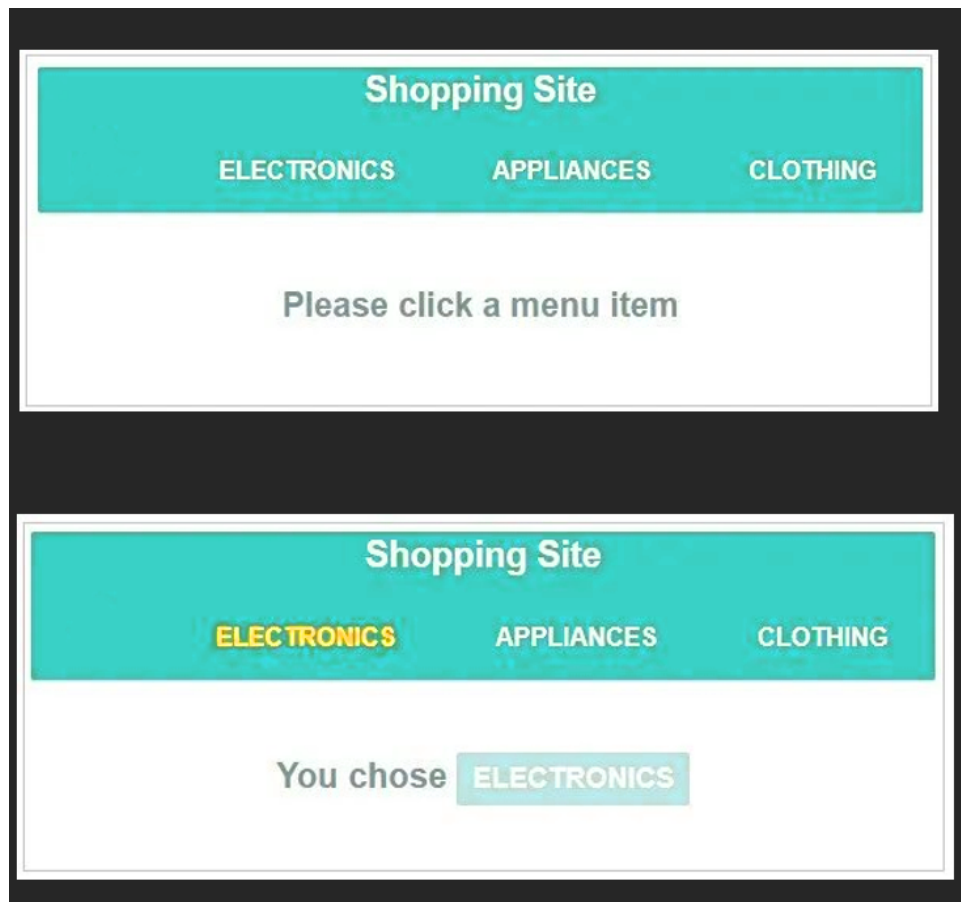 Shopping Site
ELECTRONICS APPLIANCES CLOTHING
Please click a menu item
Shopping Site
ELECTRONICS APPLIANCES CLOTHING
You chose ELECTRONICS